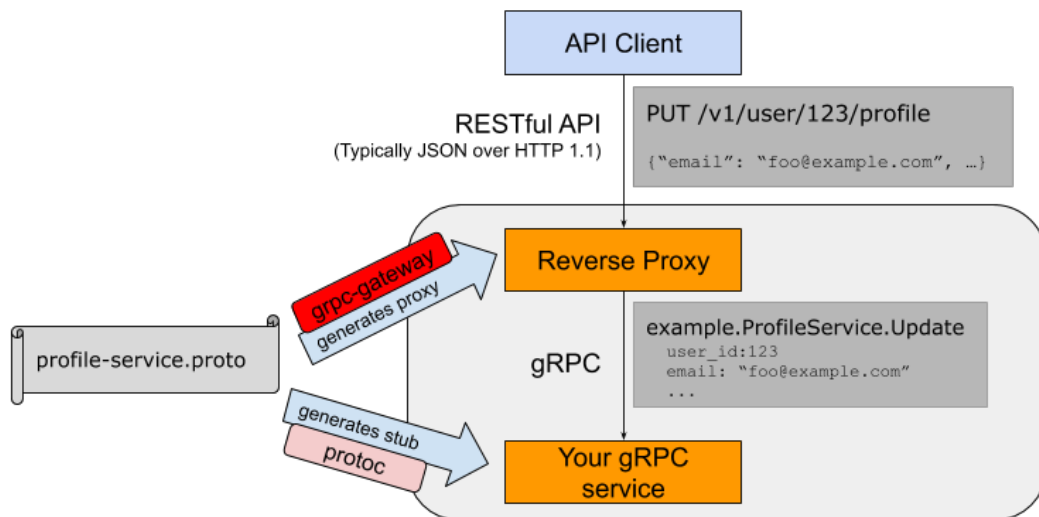 API Client
RESTful API
(Typically JSON over HTTP 1.1)
PUT /v1/user/123/profile
{“email”: “foo@example.com”, …}
Reverse Proxy
grpc-gateway
generates proxy
profile-service.proto
gRPC
example.ProfileService.Update
user_id:123
email: “foo@example.com”
...
generates stub
protoc
Your gRPC
service